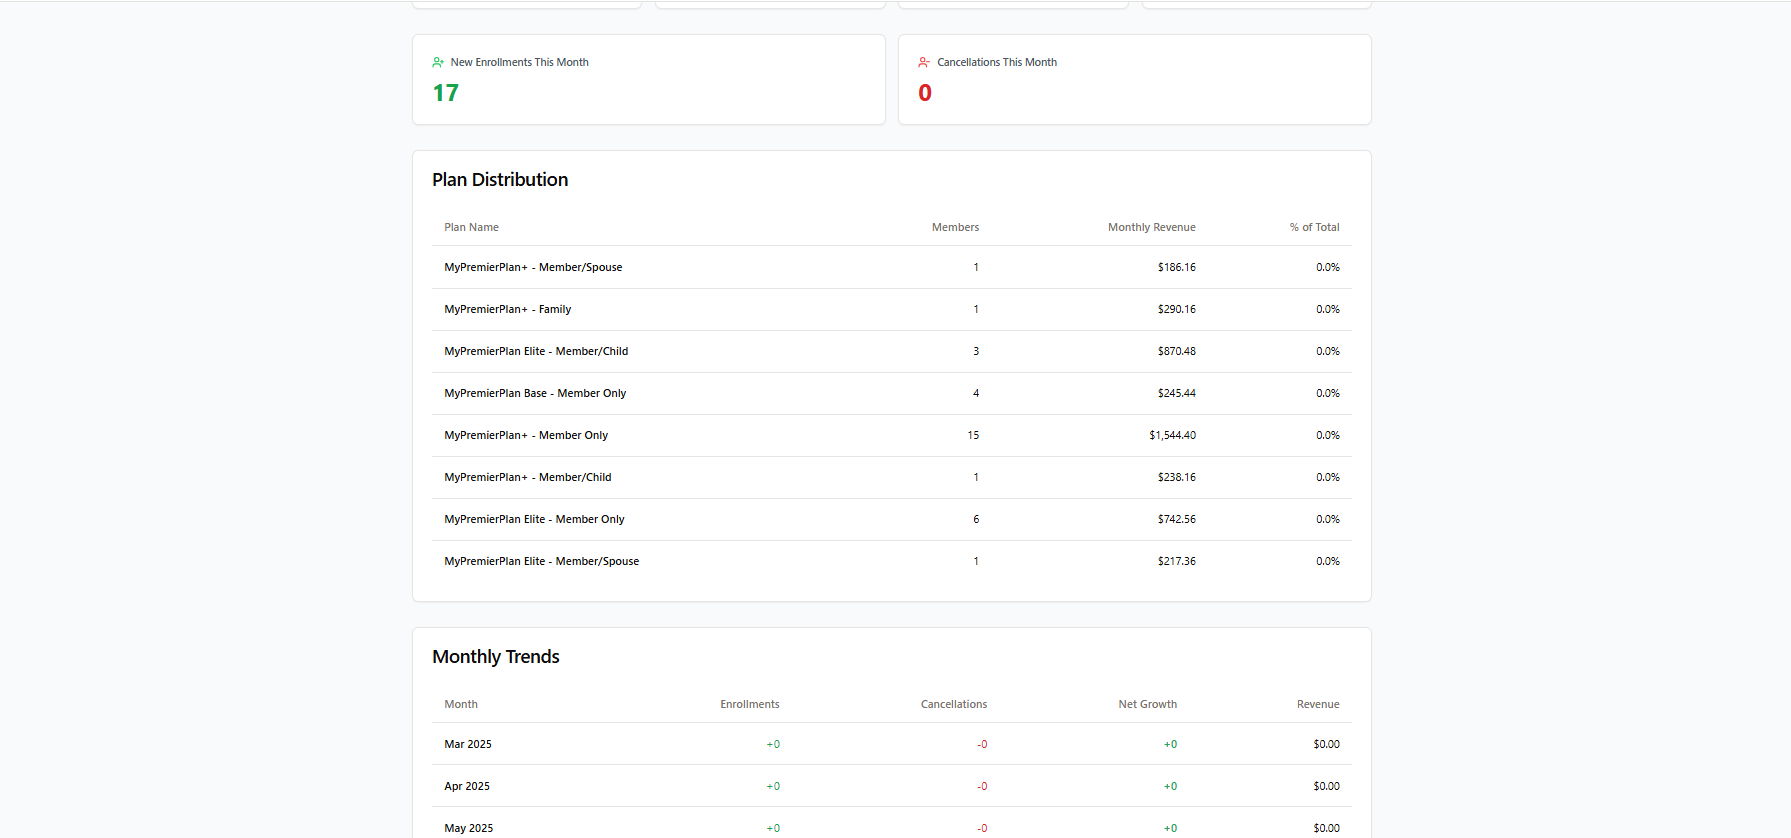 New Enrollments This Month
17
Cancellations This Month
0
Plan Distribution
Plan Name Members Monthly Revenue % of Total
MyPremierPlan+ - Member/Spouse 1 $186.16 0.0%
MyPremierPlan+ - Family 1 $290.16 0.0%
MyPremierPlan Elite - Member/Child 3 $870.48 0.0%
MyPremierPlan Base - Member Only 4 $245.44 0.0%
MyPremierPlan+ - Member Only 15 $1,544.40 0.0%
MyPremierPlan+ - Member/Child 1 $238.16 0.0%
MyPremierPlan Elite - Member Only 6 $742.56 0.0%
MyPremierPlan Elite - Member/Spouse 1 $217.36 0.0%
Monthly Trends
Month Enrollments Cancellations Net Growth Revenue
Mar 2025 +0 -0 +0 $0.00
Apr 2025 +0 -0 +0 $0.00
May 2025 +0 -0 +0 $0.00